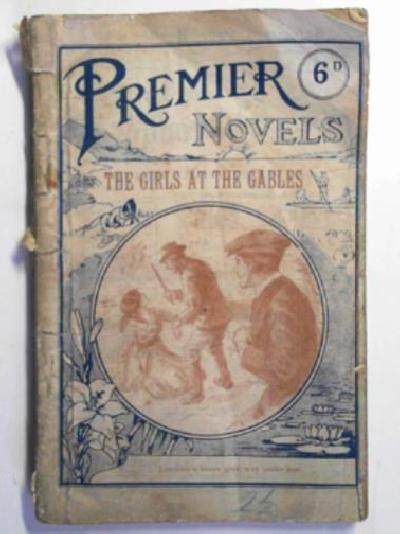 PREMIER
6D
NOVELS
THE GIRLS AT THE GABLES